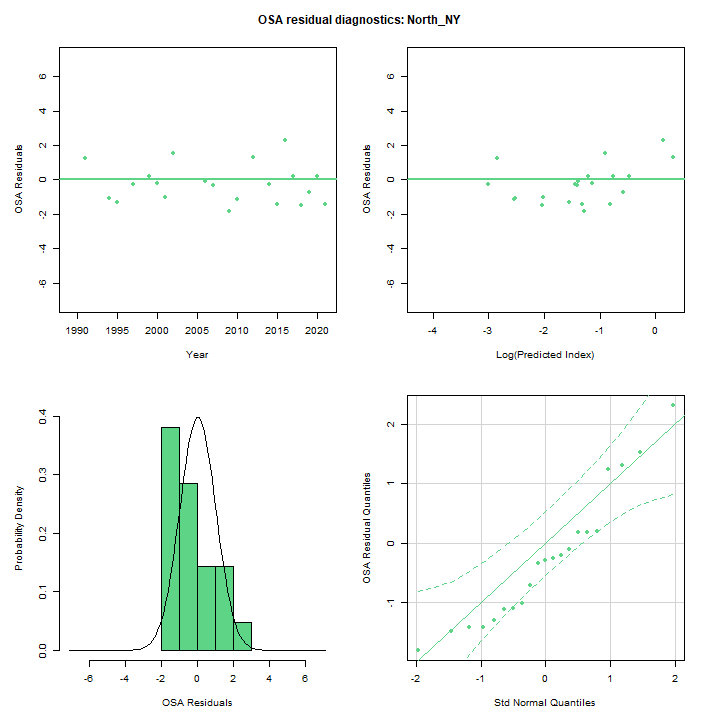 OSA residual diagnostics: North_NY
OSA Residuals
6
4
2
0
-2
-4
-6
1990 1995 2000 2005 2010 2015 2020
Year
OSA Residuals
6
4
2
0
-2
-4
-6
-4 -3 -2 -1 0
Log(Predicted Index)
Probability Density
0.4
0.3
0.2
0.1
0.0
-6 -4 -2 0 2 4 6
OSA Residuals
OSA Residual Quantiles
2
1
0
-1
-2 -1 0 1 2
Std Normal Quantiles